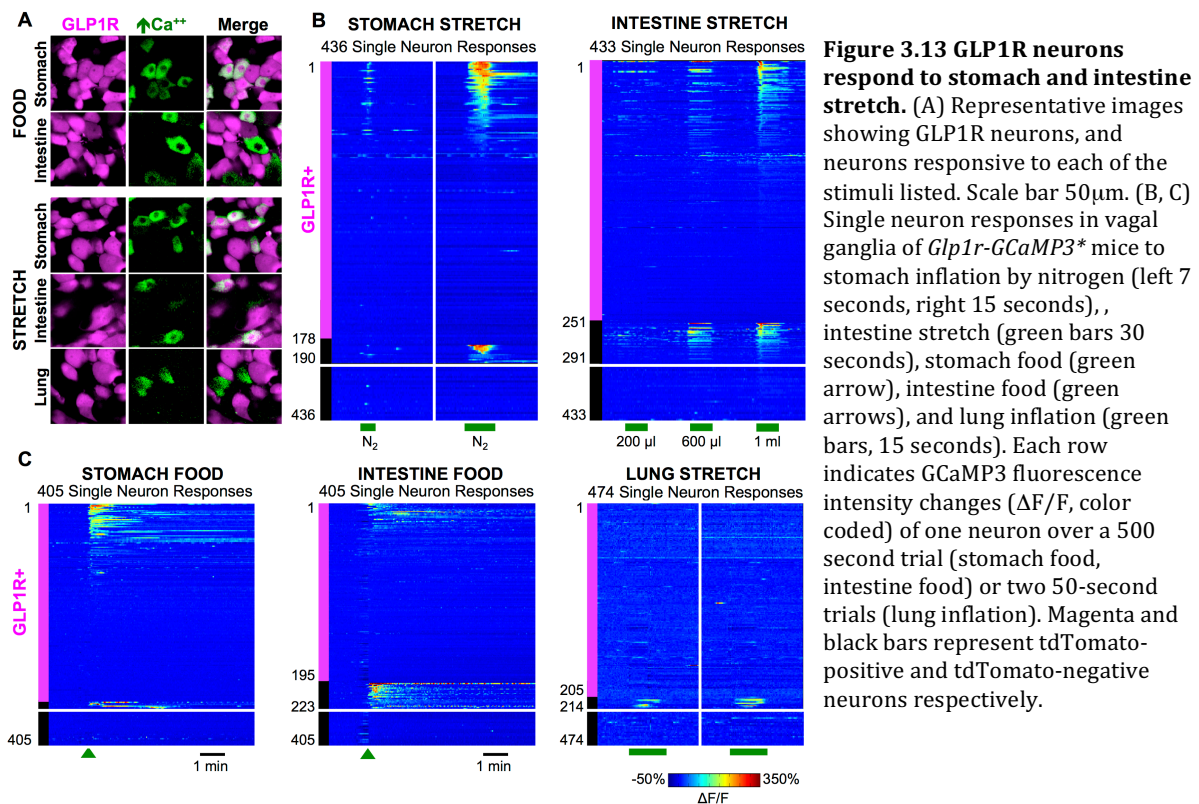 A
GLP1R
↑Ca++
Merge
FOOD
Stomach
Intestine
STRETCH
Stomach
Intestine
Lung
B
STOMACH STRETCH
436 Single Neuron Responses
GLP1R+
1
178
190
436
N2
N2
INTESTINE STRETCH
433 Single Neuron Responses
1
251
291
433
200 µl
600 µl
1 ml
C
STOMACH FOOD
405 Single Neuron Responses
GLP1R+
1
405
1 min
INTESTINE FOOD
405 Single Neuron Responses
1
195
223
405
1 min
LUNG STRETCH
474 Single Neuron Responses
1
205
214
474
-50%
350%
ΔF/F
Figure 3.13 GLP1R neurons
respond to stomach and intestine
stretch. (A) Representative images
showing GLP1R neurons, and
neurons responsive to each of the
stimuli listed. Scale bar 50μm. (B, C)
Single neuron responses in vagal
ganglia of Glp1r-GCaMP3* mice to
stomach inflation by nitrogen (left 7
seconds, right 15 seconds), ,
intestine stretch (green bars 30
seconds), stomach food (green
arrow), intestine food (green
arrows), and lung inflation (green
bars, 15 seconds). Each row
indicates GCaMP3 fluorescence
intensity changes (ΔF/F, color
coded) of one neuron over a 500
second trial (stomach food,
intestine food) or two 50-second
trials (lung inflation). Magenta and
black bars represent tdTomato-
positive and tdTomato-negative
neurons respectively.